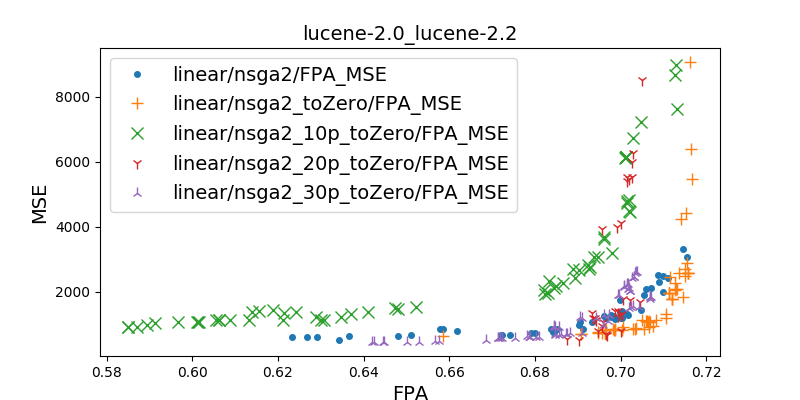 lucene-2.0_lucene-2.2
linear/nsga2/FPA_MSE
linear/nsga2_toZero/FPA_MSE
linear/nsga2_10p_toZero/FPA_MSE
linear/nsga2_20p_toZero/FPA_MSE
linear/nsga2_30p_toZero/FPA_MSE
MSE
8000
6000
4000
2000
0.58 0.60 0.62 0.64 0.66 0.68 0.70 0.72
FPA